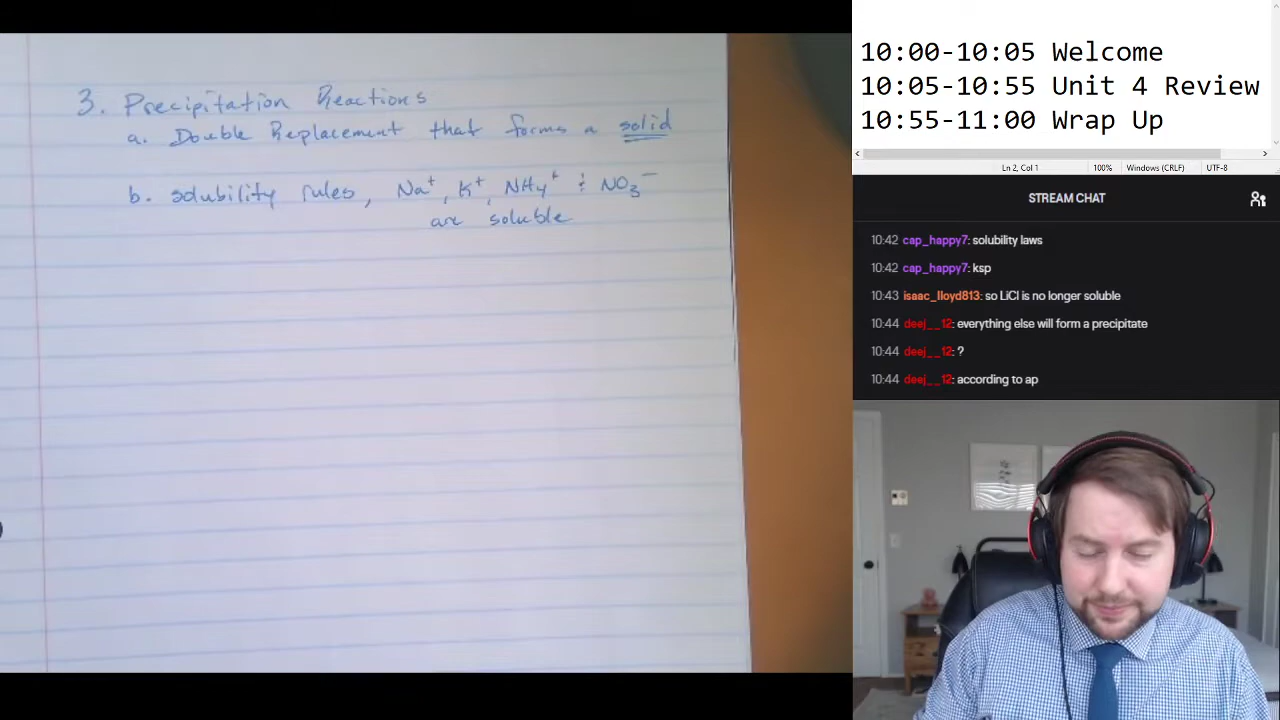 3. Precipitation Reactions
a. Double Replacement that forms a solid
b. solubility rules, Na⁺, K⁺, NH₄⁺ & NO₃⁻
are soluble
10:00-10:05 Welcome
10:05-10:55 Unit 4 Review
10:55-11:00 Wrap Up
Ln 2, Col 1 100% Windows (CRLF) UTF-8
STREAM CHAT
10:42 cap_happy7: solubility laws
10:42 cap_happy7: ksp
10:43 isaac_lloyd813: so LiCl is no longer soluble
10:44 deej__12: everything else will form a precipitate
10:44 deej__12: ?
10:44 deej__12: according to ap